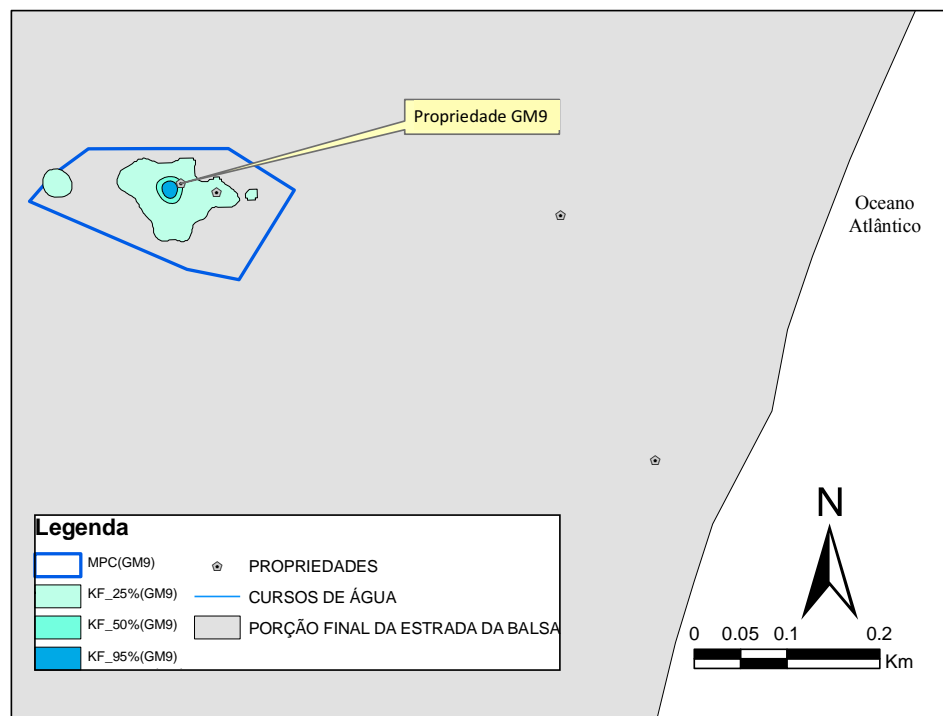 Propriedade GM9
Oceano
Atlântico
Legenda
MPC(GM9)
KF_25%(GM9)
KF_50%(GM9)
KF_95%(GM9)
PROPRIEDADES
CURSOS DE ÁGUA
PORÇÃO FINAL DA ESTRADA DA BALSA
N
0 0.05 0.1 0.2
Km